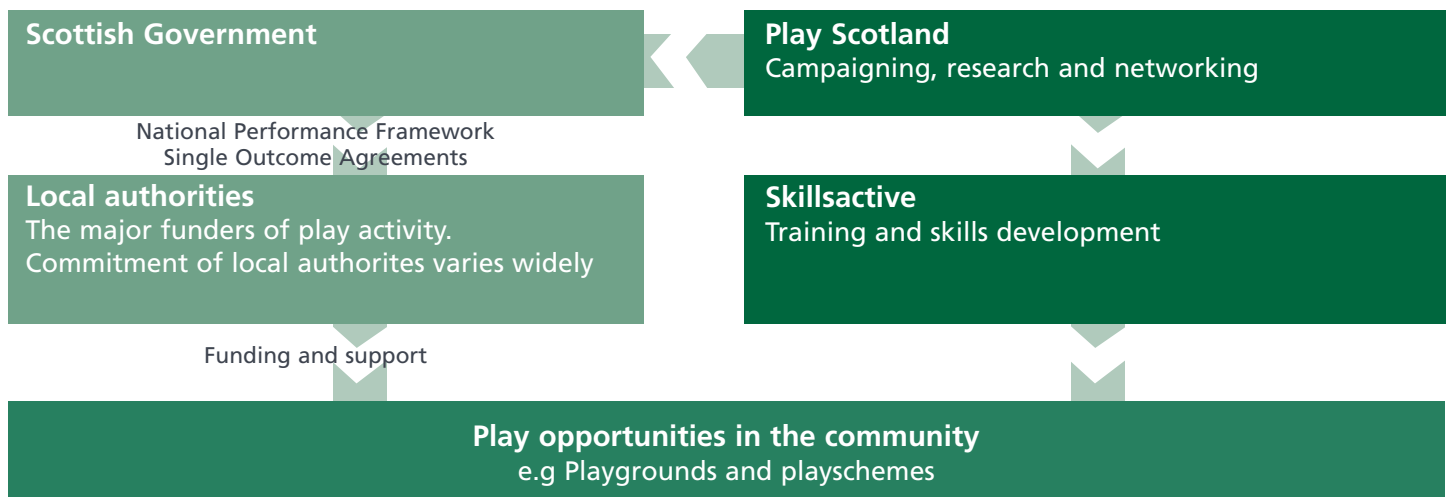 Scottish Government
Play Scotland
Campaigning, research and networking
National Performance Framework
Single Outcome Agreements
Local authorities
The major funders of play activity.
Commitment of local authorites varies widely
Skillsactive
Training and skills development
Funding and support
Play opportunities in the community
e.g Playgrounds and playschemes